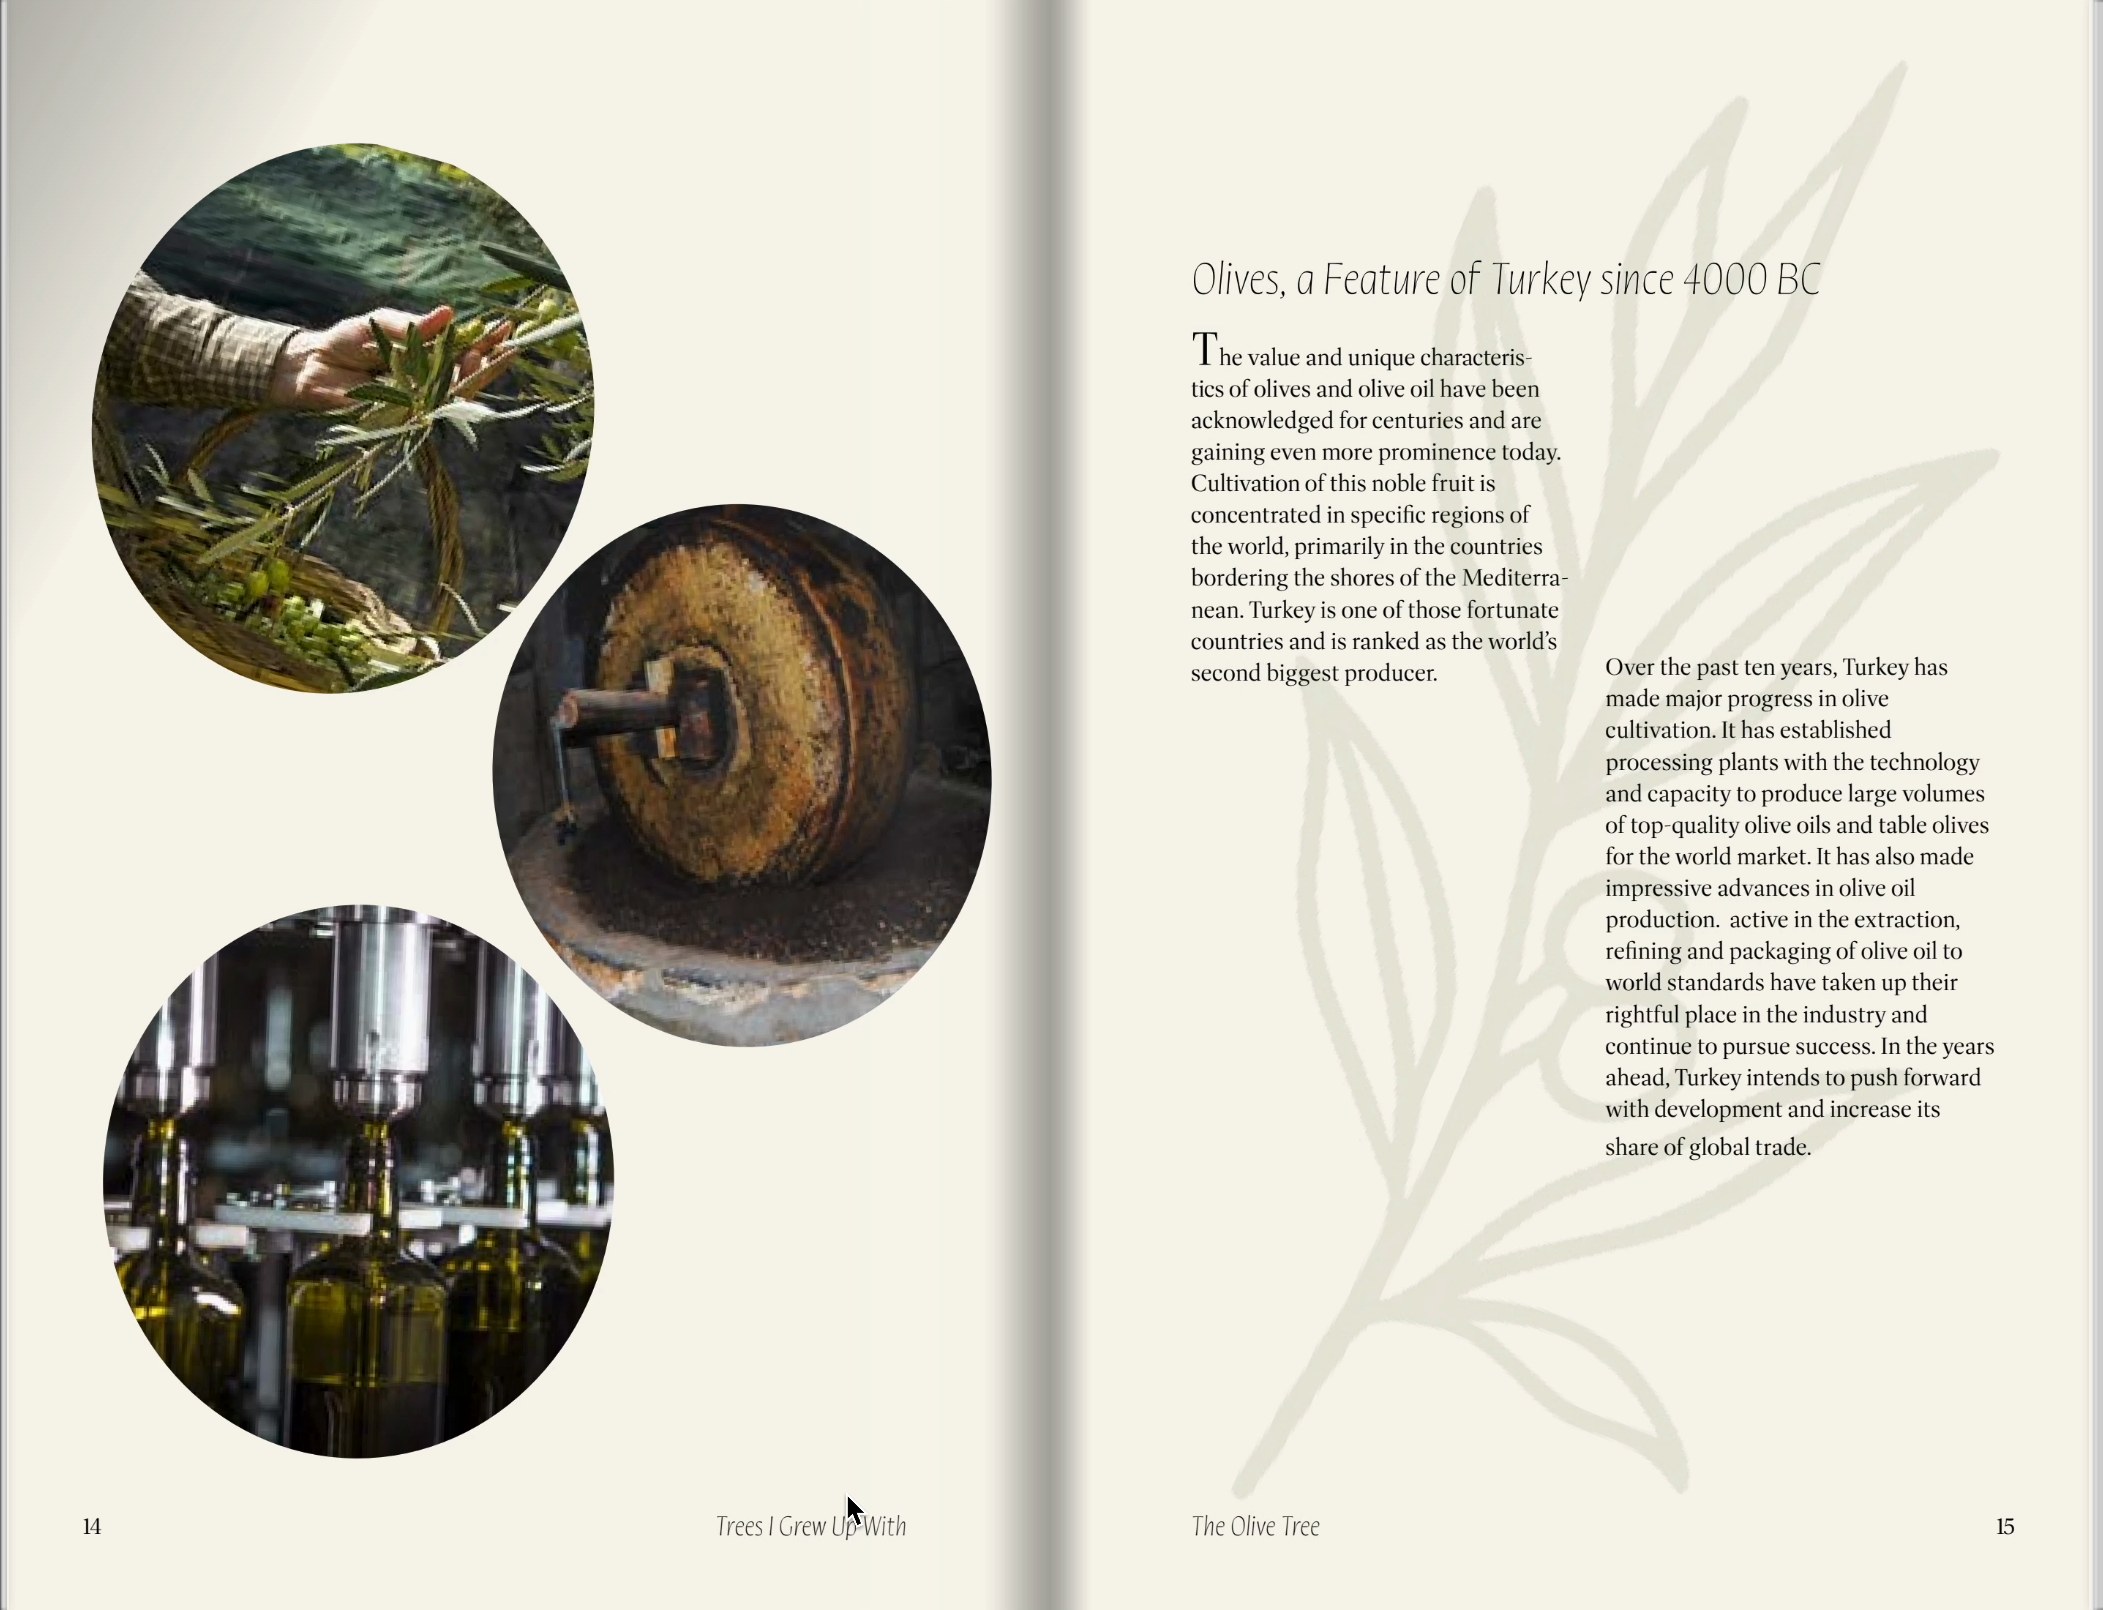 Olives, a Feature of Turkey since 4000 BC
The value and unique characteris-
tics of olives and olive oil have been
acknowledged for centuries and are
gaining even more prominence today.
Cultivation of this noble fruit is
concentrated in specific regions of
the world, primarily in the countries
bordering the shores of the Mediterra-
nean. Turkey is one of those fortunate
countries and is ranked as the world’s
second biggest producer.
Over the past ten years, Turkey has
made major progress in olive
cultivation. It has established
processing plants with the technology
and capacity to produce large volumes
of top-quality olive oils and table olives
for the world market. It has also made
impressive advances in olive oil
production.  active in the extraction,
refining and packaging of olive oil to
world standards have taken up their
rightful place in the industry and
continue to pursue success. In the years
ahead, Turkey intends to push forward
with development and increase its
share of global trade.
14
Trees I Grew Up With
The Olive Tree
15